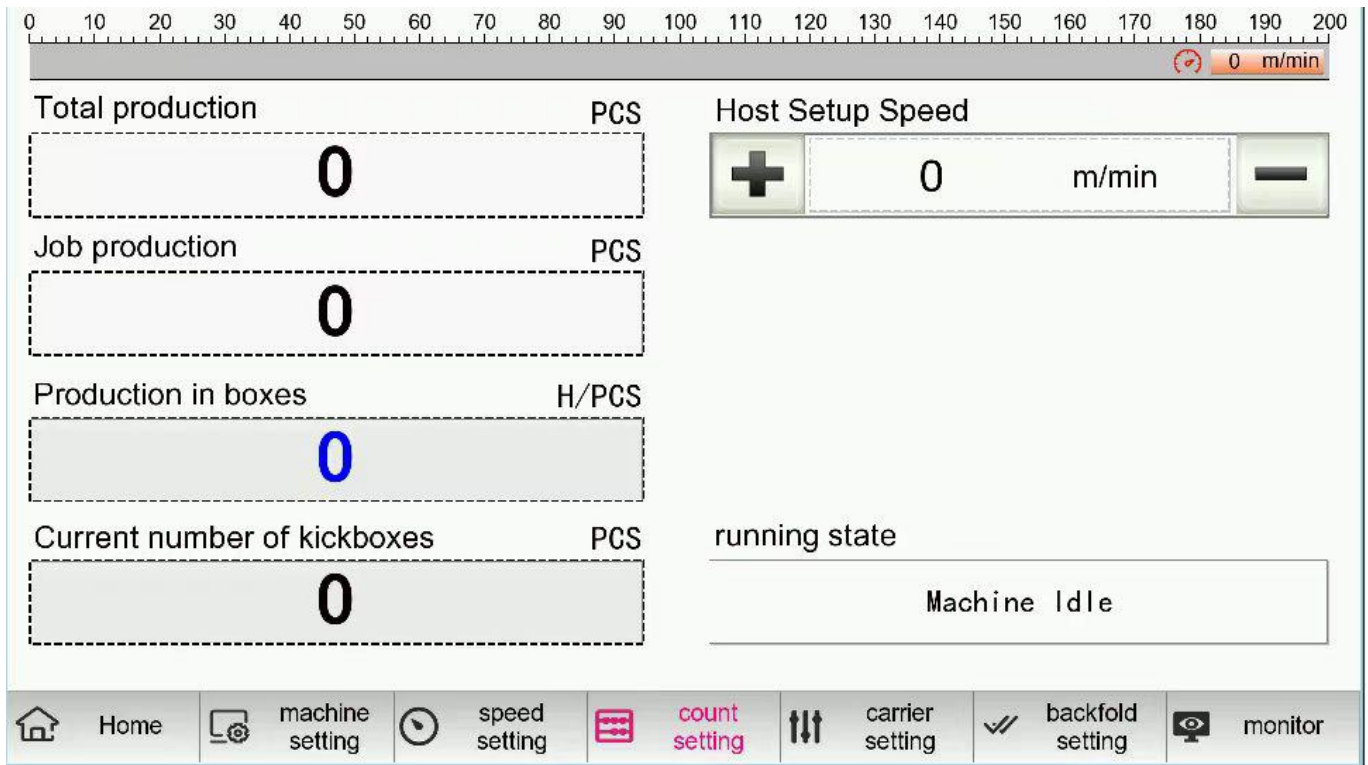 0 10 20 30 40 50 60 70 80 90 100 110 120 130 140 150 160 170 180 190 200
0 m/min
Total production PCS
0
Host Setup Speed
0 m/min
Job production PCS
0
Production in boxes H/PCS
0
Current number of kickboxes PCS
0
running state
Machine Idle
Home
machine
setting
speed
setting
count
setting
carrier
setting
backfold
setting
monitor